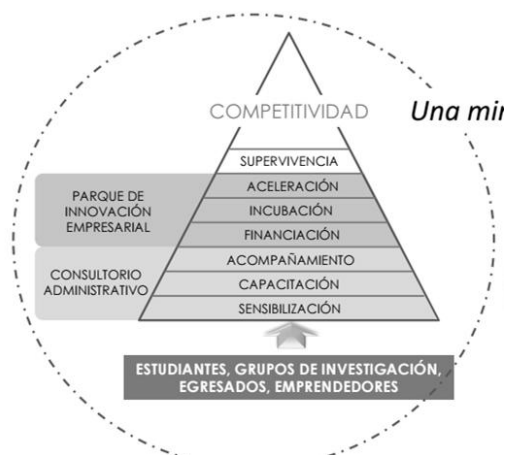 COMPETITIVIDAD
Una
SUPERVIVENCIA
PARQUE DE
INNOVACIÓN
EMPRESARIAL
ACELERACIÓN
INCUBACIÓN
FINANCIACIÓN
CONSULTORIO
ADMINISTRATIVO
ACOMPAÑAMIENTO
CAPACITACIÓN
SENSIBILIZACIÓN
ESTUDIANTES, GRUPOS DE INVESTIGACIÓN,
EGRESADOS, EMPRENDEDORES